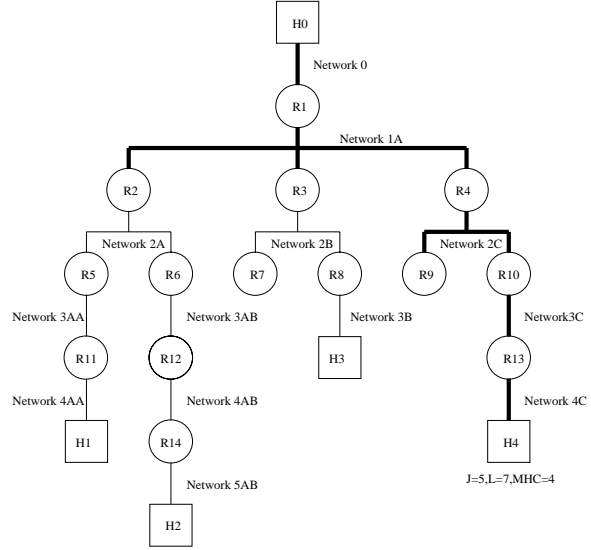 H0
Network 0
R1
Network 1A
R2
R3
R4
Network 2A
Network 2B
Network 2C
R5
R6
R7
R8
R9
R10
Network 3AA
Network 3AB
Network 3B
Network3C
R11
R12
H3
R13
Network 4AA
Network 4AB
Network 4C
H1
R14
H4
J=5,L=7,MHC=4
Network 5AB
H2